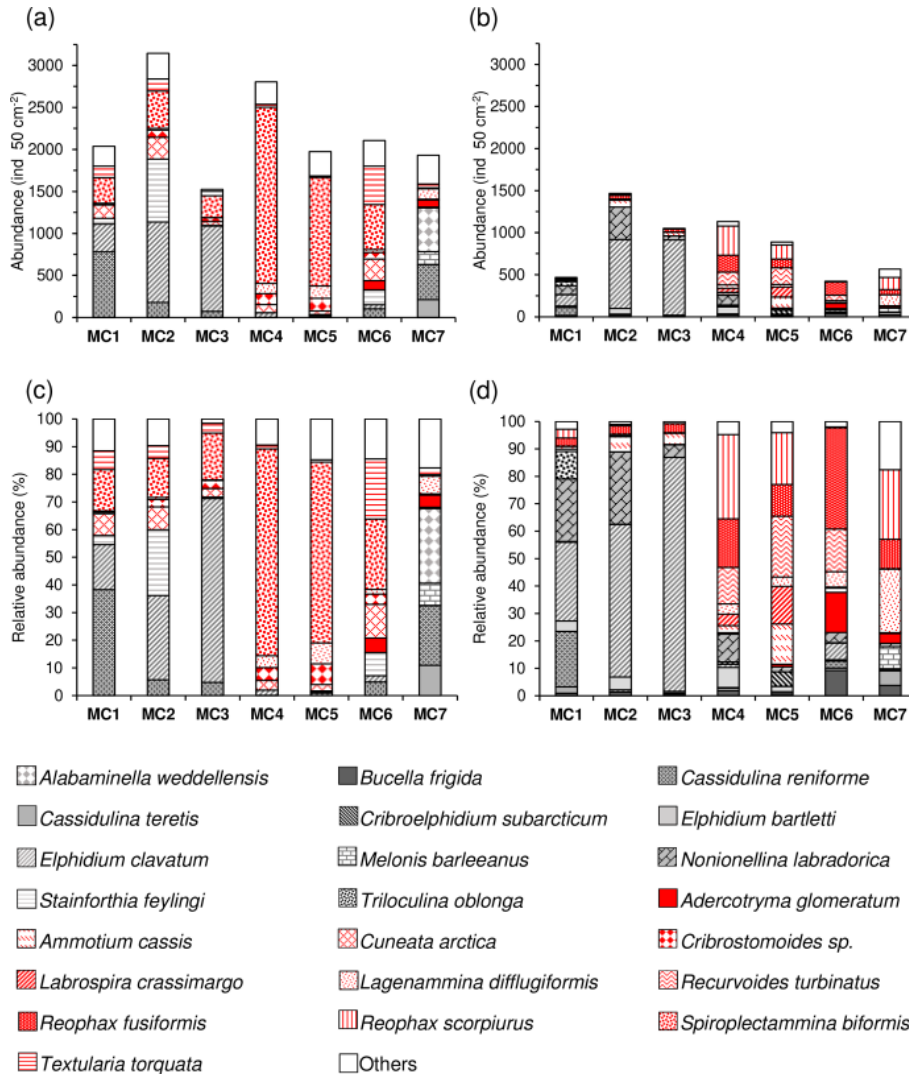 (a)
(b)
Abundance (ind 50 cm⁻²)
3000
2500
2000
1500
1000
500
0
MC1 MC2 MC3 MC4 MC5 MC6 MC7
Abundance (ind 50 cm⁻²)
3000
2500
2000
1500
1000
500
0
MC1 MC2 MC3 MC4 MC5 MC6 MC7
(c)
(d)
Relative abundance (%)
100
90
80
70
60
50
40
30
20
10
0
MC1 MC2 MC3 MC4 MC5 MC6 MC7
Relative abundance (%)
100
90
80
70
60
50
40
30
20
10
0
MC1 MC2 MC3 MC4 MC5 MC6 MC7
Alabaminella weddellensis Bucella frigida Cassidulina reniforme
Cassidulina teretis Cribroelphidium subarcticum Elphidium bartletti
Elphidium clavatum Melonis barleeanus Nonionellina labradorica
Stainforthia feylingi Triloculina oblonga Adercotryma glomeratum
Ammotium cassis Cuneata arctica Cribrostomoides sp.
Labrospira crassimargo Lagenammina difflugiformis Recurvoides turbinatus
Reophax fusiformis Reophax scorpiurus Spiroplectammina biformis
Textularia torquata Others